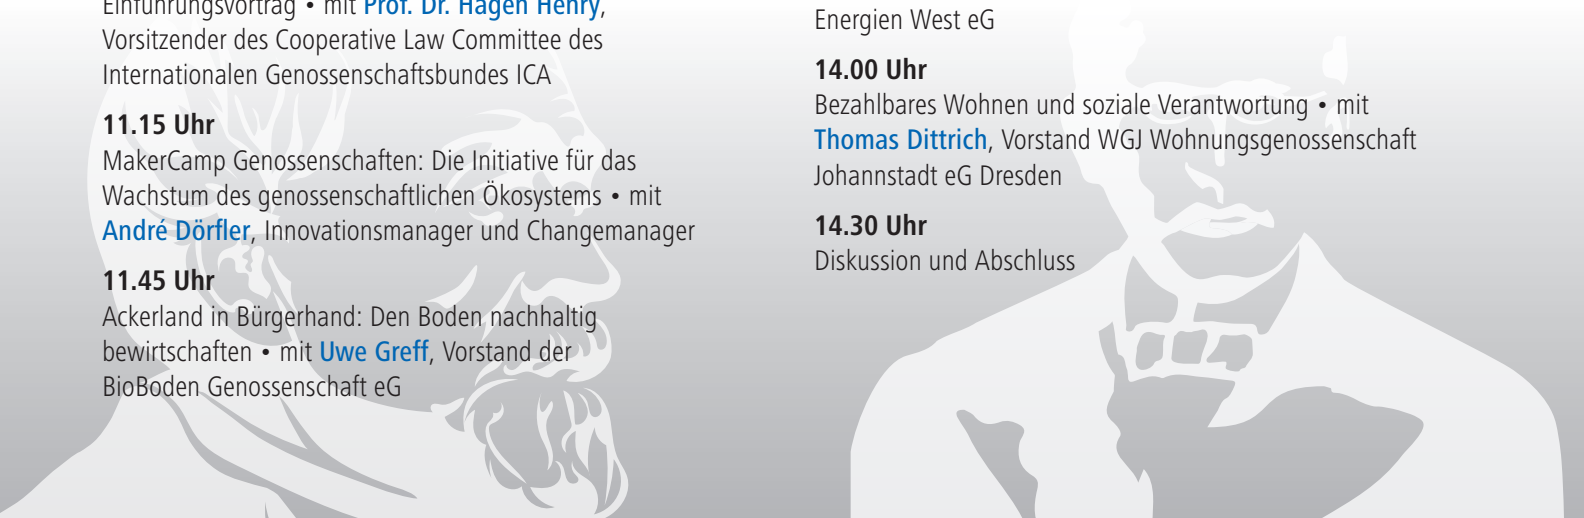 Einführungsvortrag • mit Prof. Dr. Hagen Henrÿ,
Vorsitzender des Cooperative Law Committee des
Internationalen Genossenschaftsbundes ICA
11.15 Uhr
MakerCamp Genossenschaften: Die Initiative für das
Wachstum des genossenschaftlichen Ökosystems • mit
André Dörfler, Innovationsmanager und Changemanager
11.45 Uhr
Ackerland in Bürgerhand: Den Boden nachhaltig
bewirtschaften • mit Uwe Greff, Vorstand der
BioBoden Genossenschaft eG
Energien West eG
14.00 Uhr
Bezahlbares Wohnen und soziale Verantwortung • mit
Thomas Dittrich, Vorstand WGJ Wohnungsgenossenschaft
Johannstadt eG Dresden
14.30 Uhr
Diskussion und Abschluss